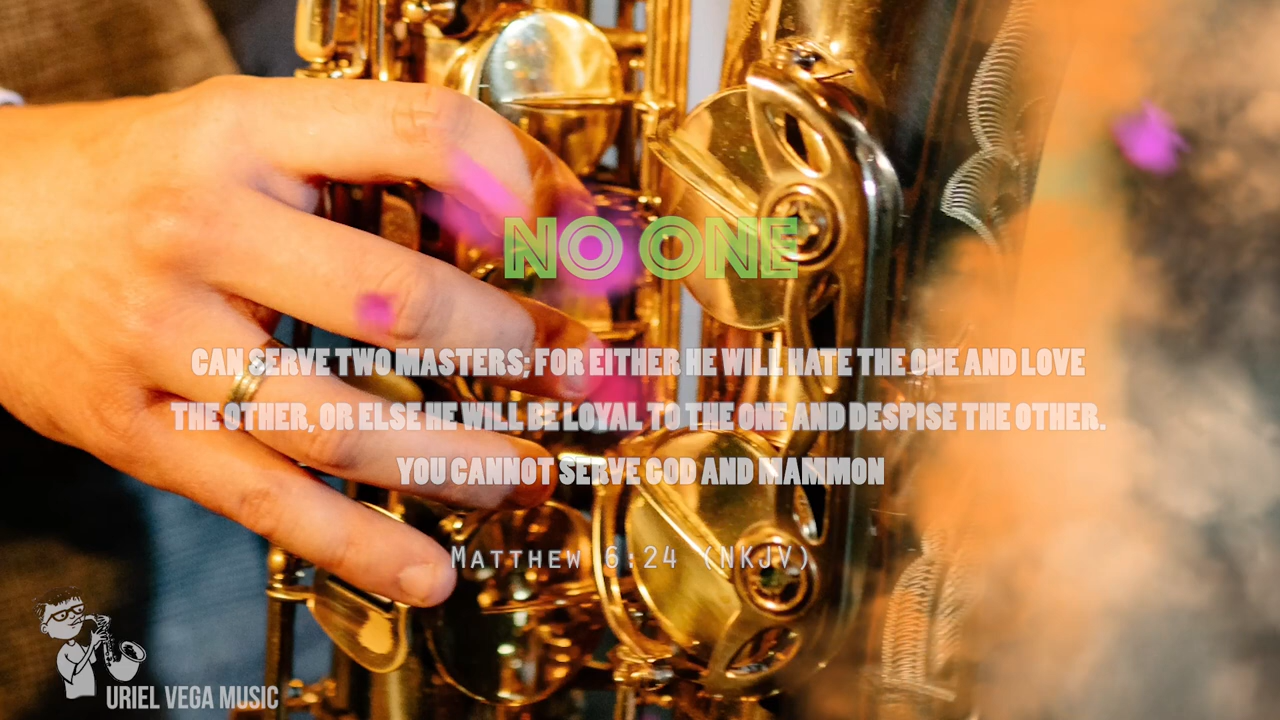 NO ONE
CAN SERVE TWO MASTERS; FOR EITHER HE WILL HATE THE ONE AND LOVE
THE OTHER, OR ELSE HE WILL BE LOYAL TO THE ONE AND DESPISE THE OTHER.
YOU CANNOT SERVE GOD AND MAMMON
MATTHEW 6:24 (NKJV)
URIEL VEGA MUSIC